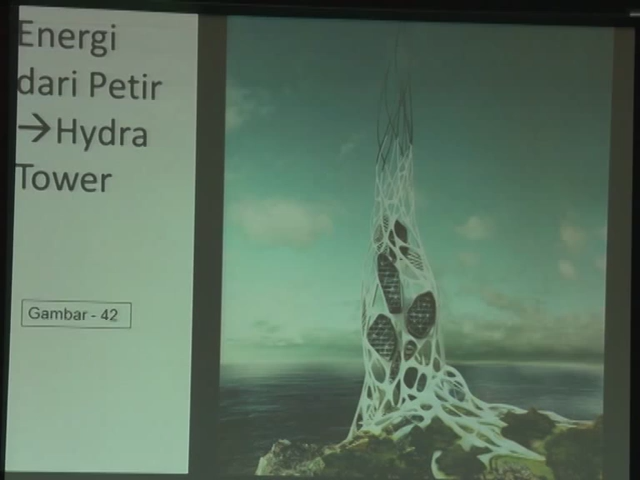 Energi
dari Petir
→Hydra
Tower
Gambar - 42